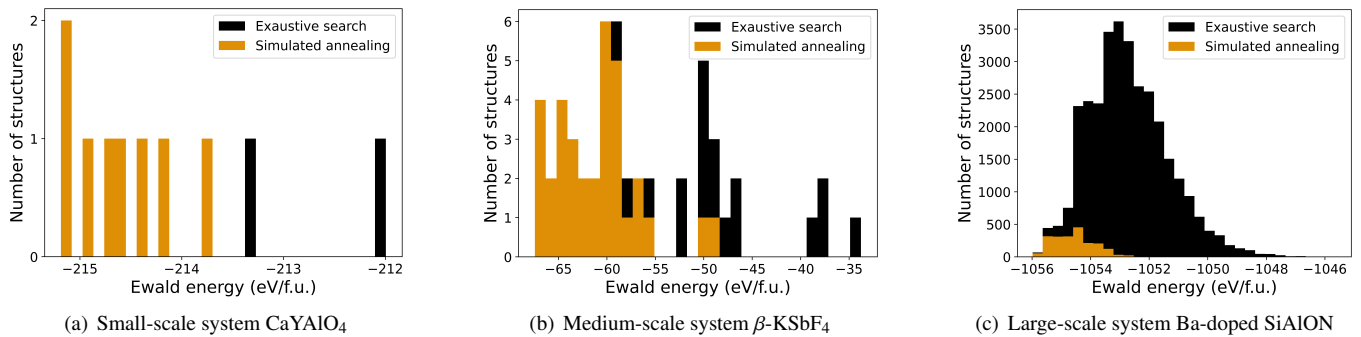 2
1
0
Number of structures
Exaustive search
Simulated annealing
−215
−214
−213
−212
Ewald energy (eV/f.u.)
(a) Small-scale system CaYAlO₄
6
5
4
3
2
1
0
Number of structures
Exaustive search
Simulated annealing
−65
−60
−55
−50
−45
−40
−35
Ewald energy (eV/f.u.)
(b) Medium-scale system β-KSbF₄
3500
3000
2500
2000
1500
1000
500
0
Number of structures
Exaustive search
Simulated annealing
−1056
−1054
−1052
−1050
−1048
−1046
Ewald energy (eV/f.u.)
(c) Large-scale system Ba-doped SiAlON